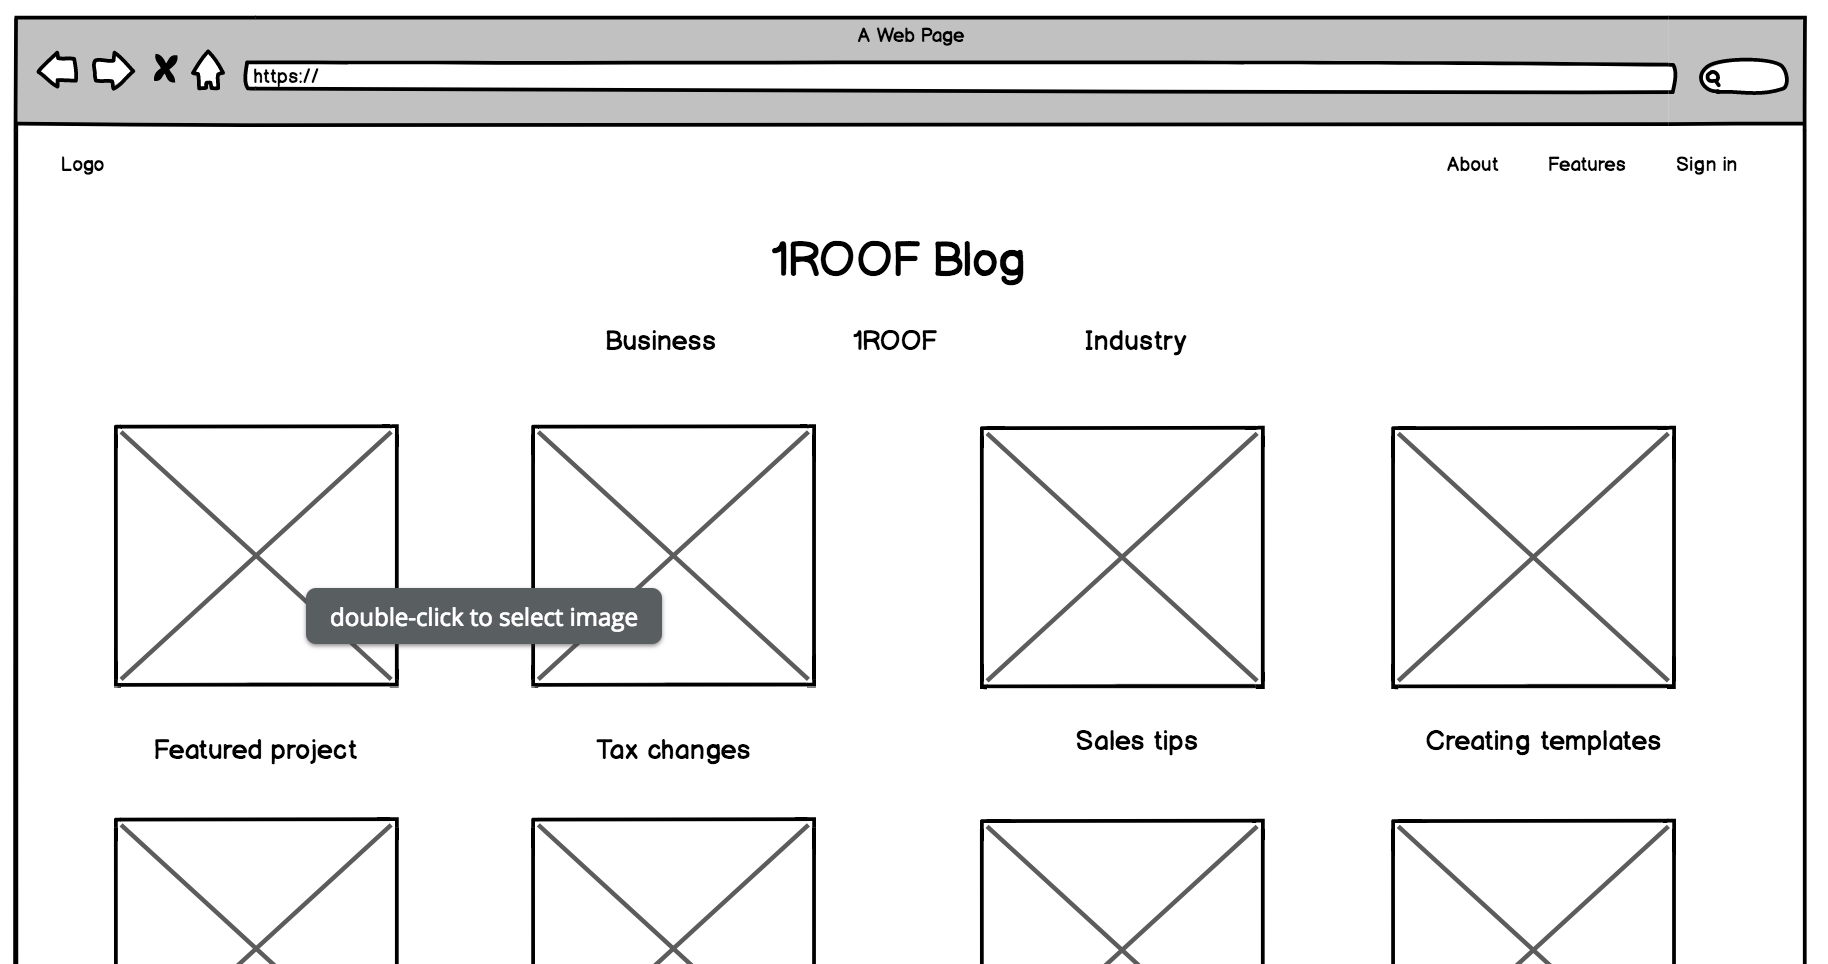 A Web Page
https://
Logo
About Features Sign in
1ROOF Blog
Business 1ROOF Industry
double-click to select image
Featured project Tax changes Sales tips Creating templates